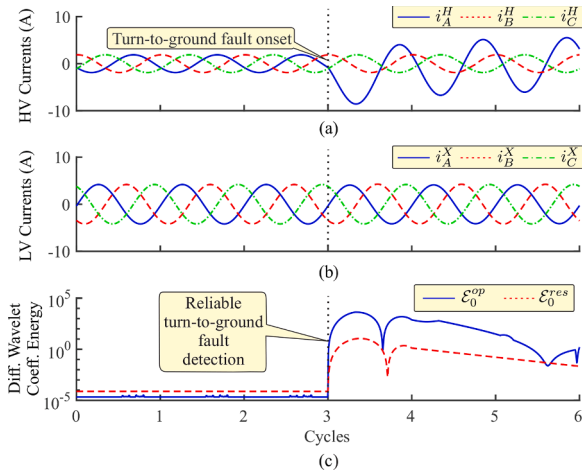 HV Currents (A)
10
0
-10
Turn-to-ground fault onset
i_A^H i_B^H i_C^H
(a)
LV Currents (A)
10
0
-10
i_A^X i_B^X i_C^X
(b)
Diff. Wavelet
Coeff. Energy
10^5
10^0
10^-5
Reliable
turn-to-ground
fault
detection
ℰ_0^op ℰ_0^res
0 1 2 3 4 5 6
Cycles
(c)